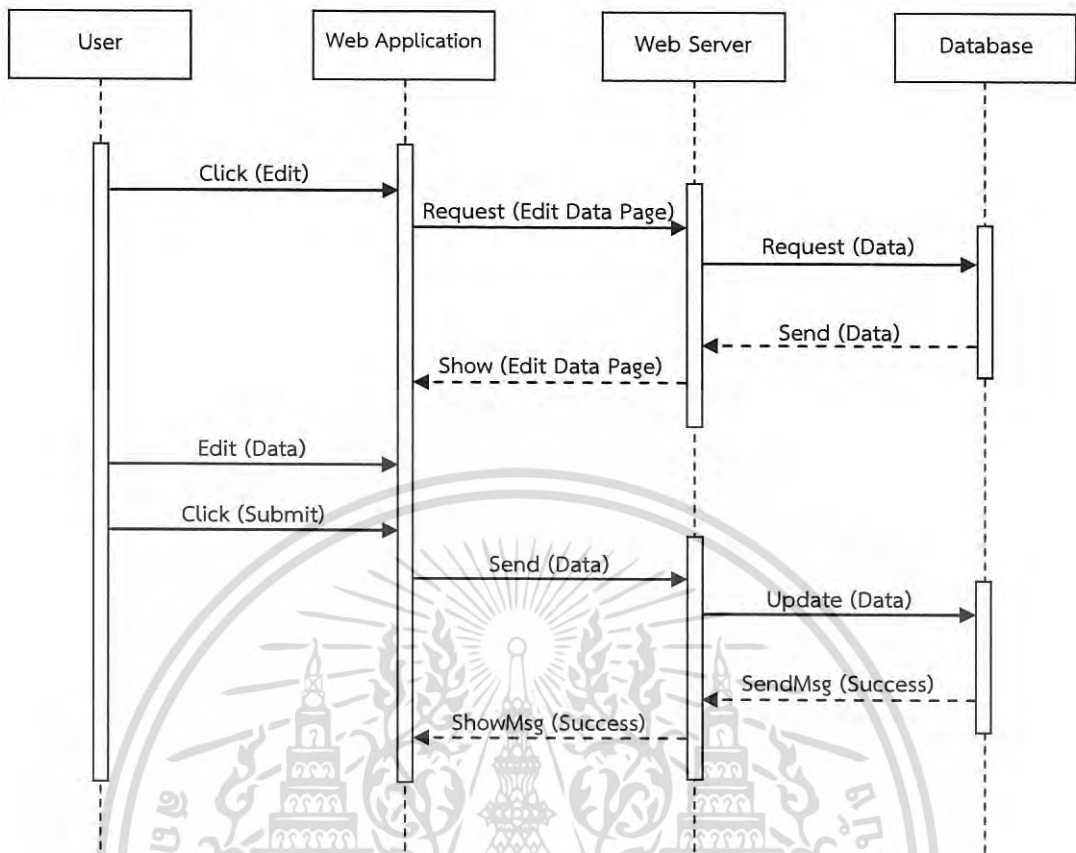 User
Web Application
Web Server
Database
Click (Edit)
Request (Edit Data Page)
Request (Data)
Send (Data)
Show (Edit Data Page)
Edit (Data)
Click (Submit)
Send (Data)
Update (Data)
SendMsg (Success)
ShowMsg (Success)